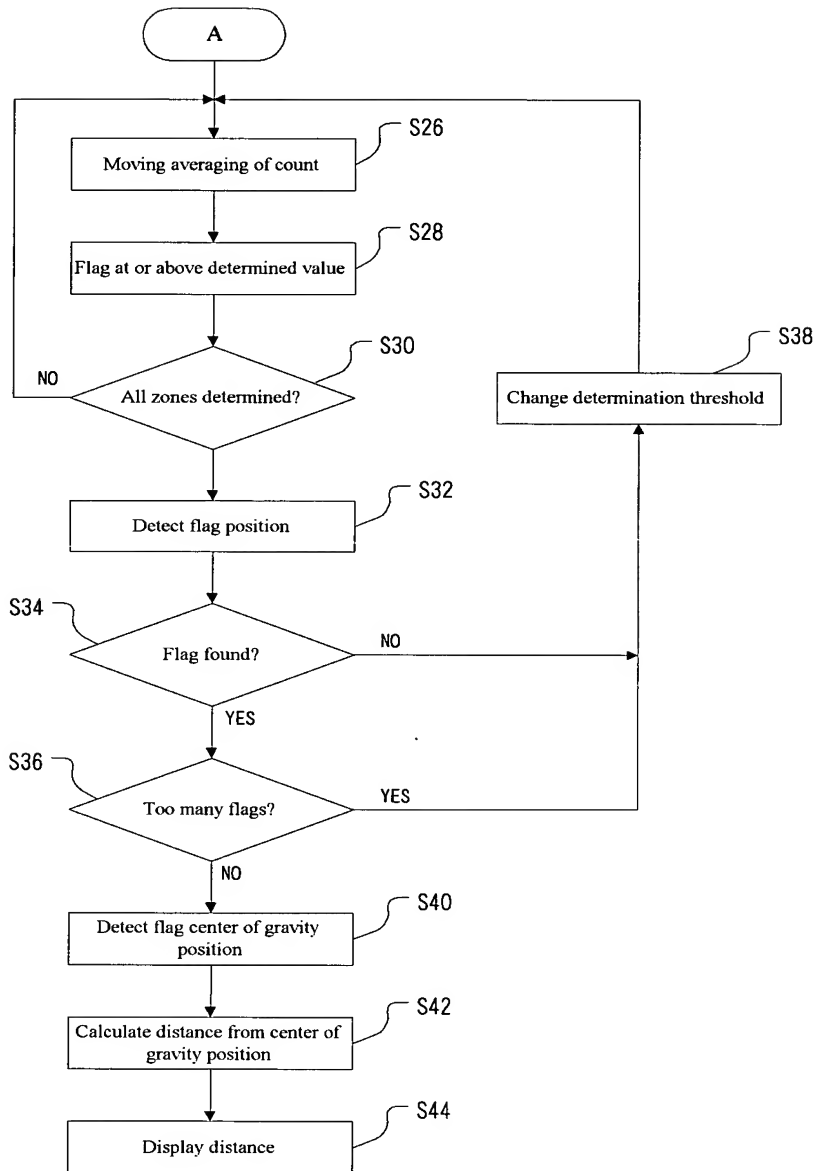 A
S26
Moving averaging of count
S28
Flag at or above determined value
S30
NO
All zones determined?
S38
Change determination threshold
S32
Detect flag position
S34
Flag found?
NO
YES
S36
Too many flags?
YES
NO
S40
Detect flag center of gravity
position
S42
Calculate distance from center of
gravity position
S44
Display distance